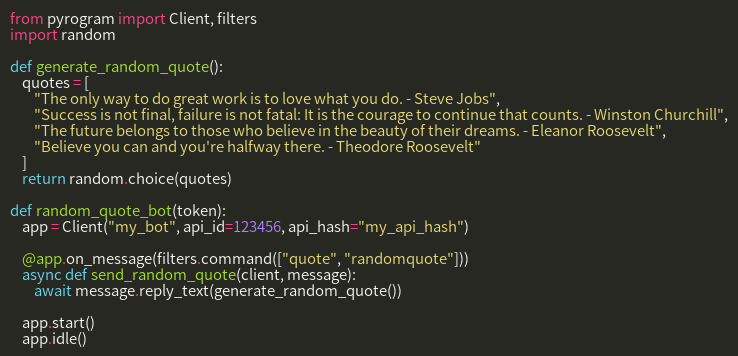 from pyrogram import Client, filters
import random

def generate_random_quote():
    quotes = [
        "The only way to do great work is to love what you do. - Steve Jobs",
        "Success is not final, failure is not fatal: It is the courage to continue that counts. - Winston Churchill",
        "The future belongs to those who believe in the beauty of their dreams. - Eleanor Roosevelt",
        "Believe you can and you're halfway there. - Theodore Roosevelt"
    ]
    return random.choice(quotes)

def random_quote_bot(token):
    app = Client("my_bot", api_id=123456, api_hash="my_api_hash")

    @app.on_message(filters.command(["quote", "randomquote"]))
    async def send_random_quote(client, message):
        await message.reply_text(generate_random_quote())

    app.start()
    app.idle()